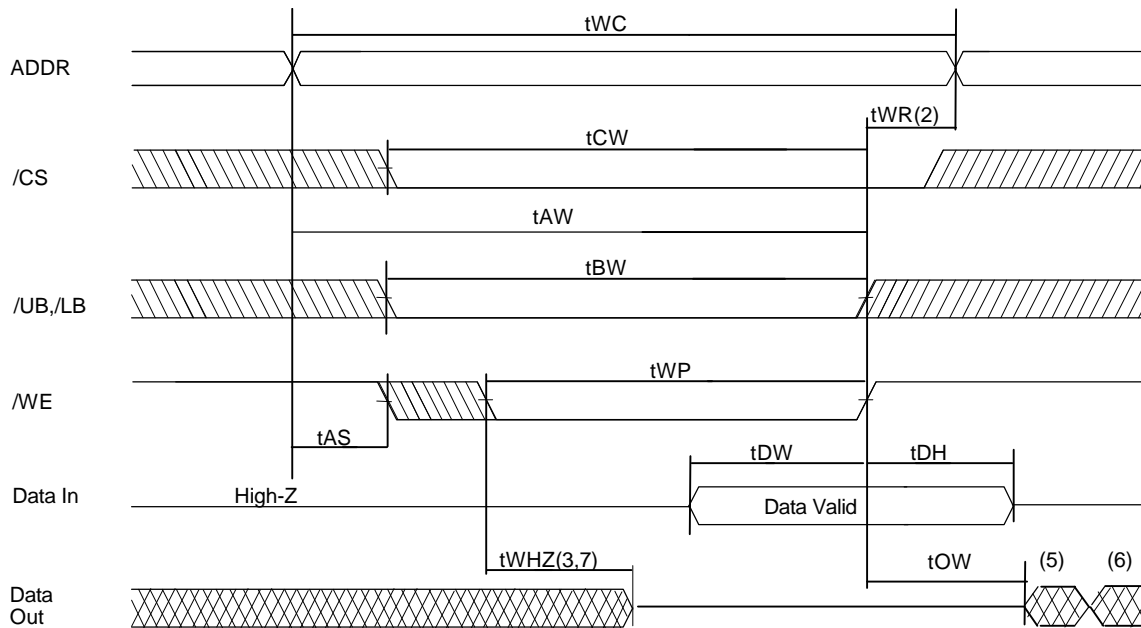 tWC
ADDR
tWR(2)
tCW
/CS
tAW
tBW
/UB,/LB
tWP
/WE
tAS
tDW
tDH
Data In
High-Z
Data Valid
tWHZ(3,7)
tOW
(5)
(6)
Data
Out